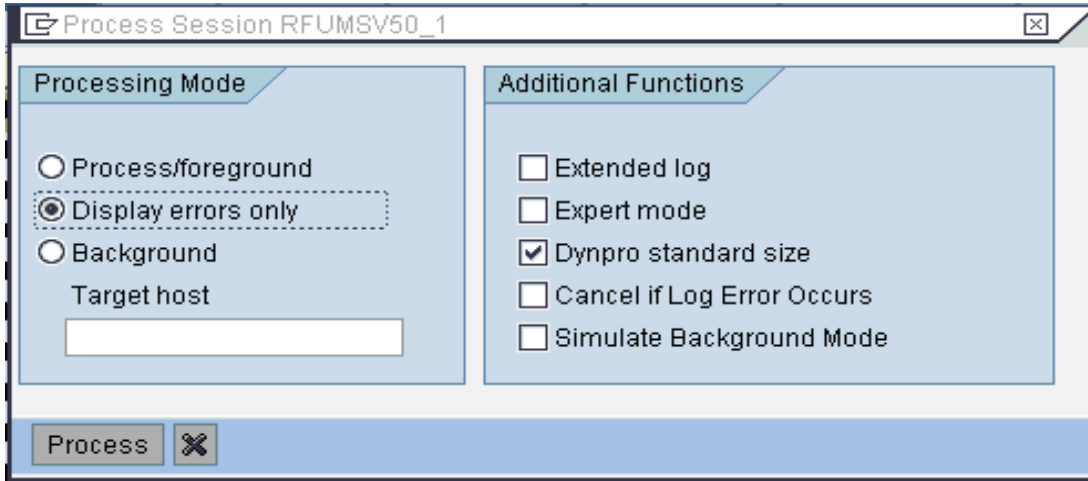 Process Session RFUMSV50_1
Processing Mode
Process/foreground
Display errors only
Background
Target host
Additional Functions
Extended log
Expert mode
Dynpro standard size
Cancel if Log Error Occurs
Simulate Background Mode
Process